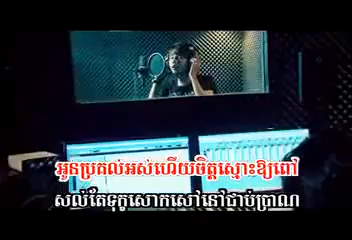 អូនប្រគល់អស់ហើយចិត្តស្មោះឱ្យពៅ
សល់តែទុក្ខសោកសៅនៅជាប់ប្រាណ